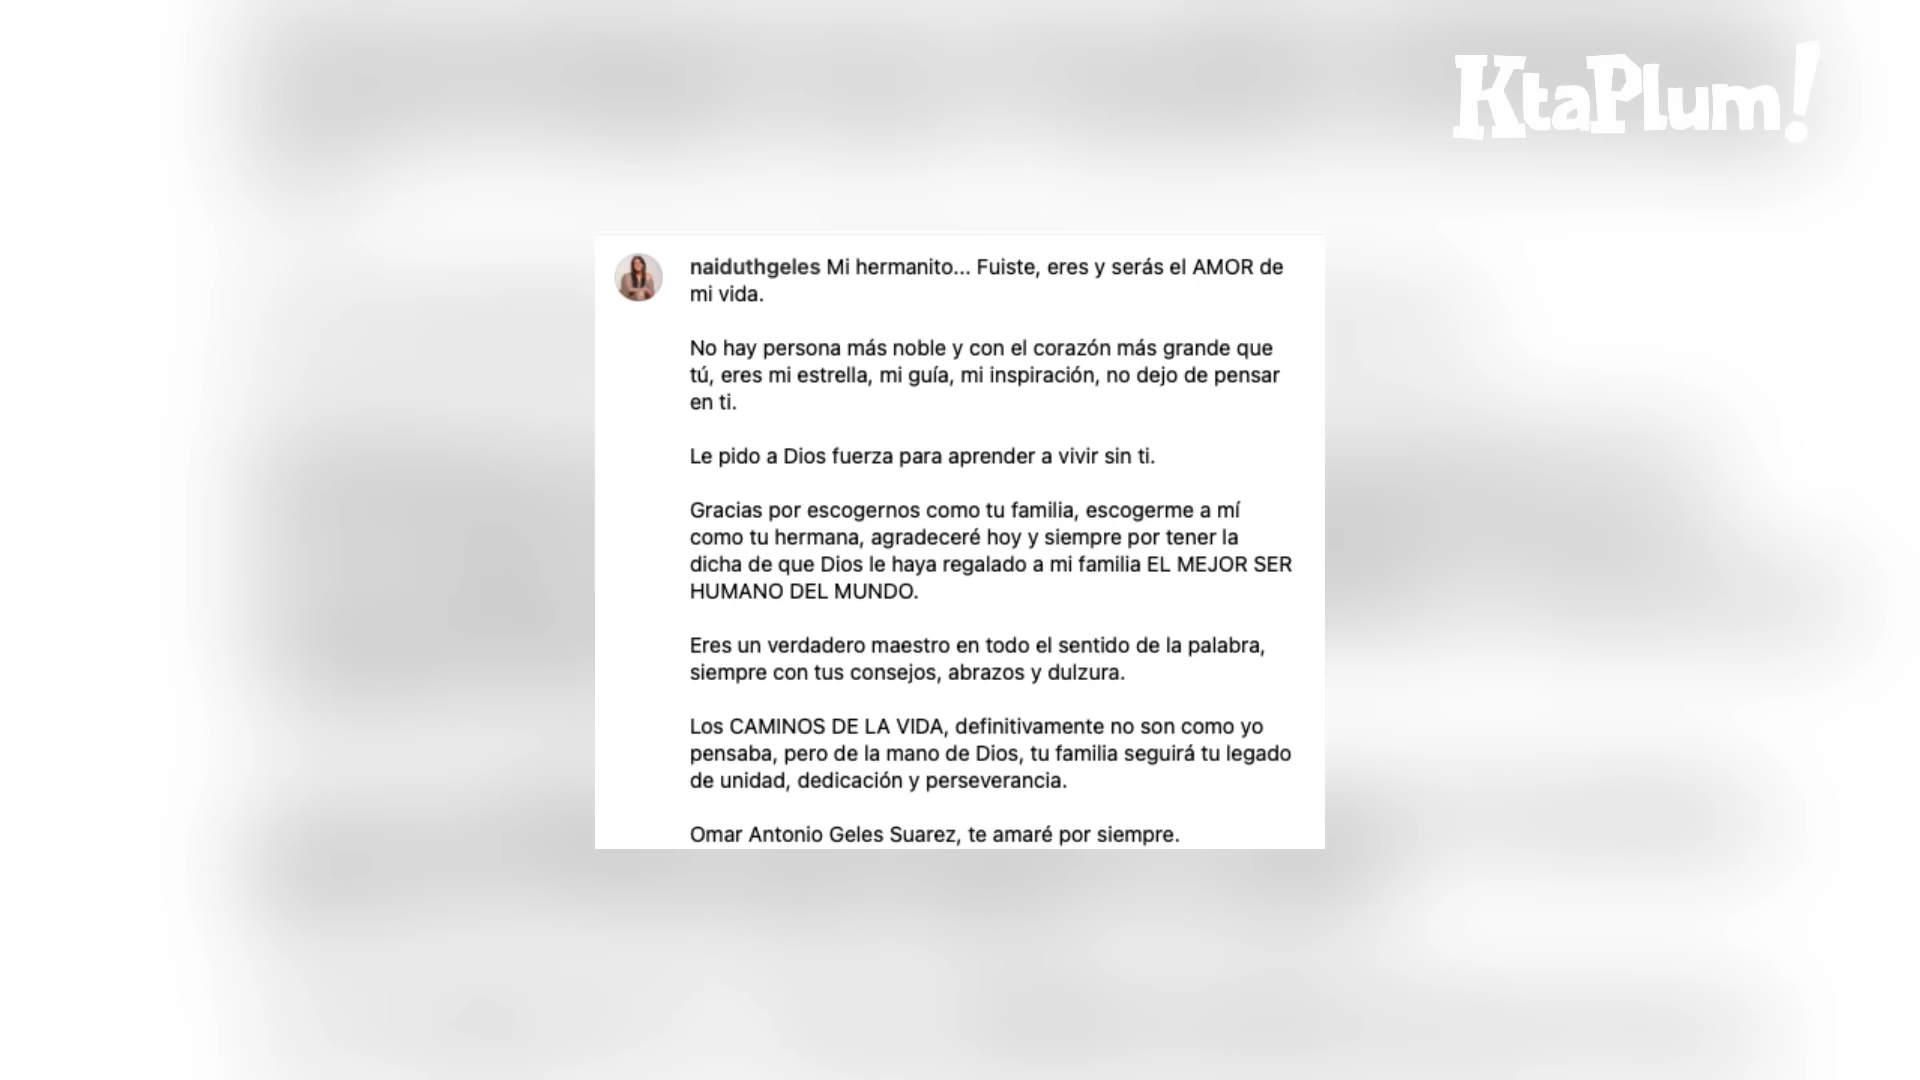 KtaPlum!
naiduthgeles Mi hermanito... Fuiste, eres y serás el AMOR de
mi vida.
No hay persona más noble y con el corazón más grande que
tú, eres mi estrella, mi guía, mi inspiración, no dejo de pensar
en ti.
Le pido a Dios fuerza para aprender a vivir sin ti.
Gracias por escogernos como tu familia, escogerme a mí
como tu hermana, agradeceré hoy y siempre por tener la
dicha de que Dios le haya regalado a mi familia EL MEJOR SER
HUMANO DEL MUNDO.
Eres un verdadero maestro en todo el sentido de la palabra,
siempre con tus consejos, abrazos y dulzura.
Los CAMINOS DE LA VIDA, definitivamente no son como yo
pensaba, pero de la mano de Dios, tu familia seguirá tu legado
de unidad, dedicación y perseverancia.
Omar Antonio Geles Suarez, te amaré por siempre.